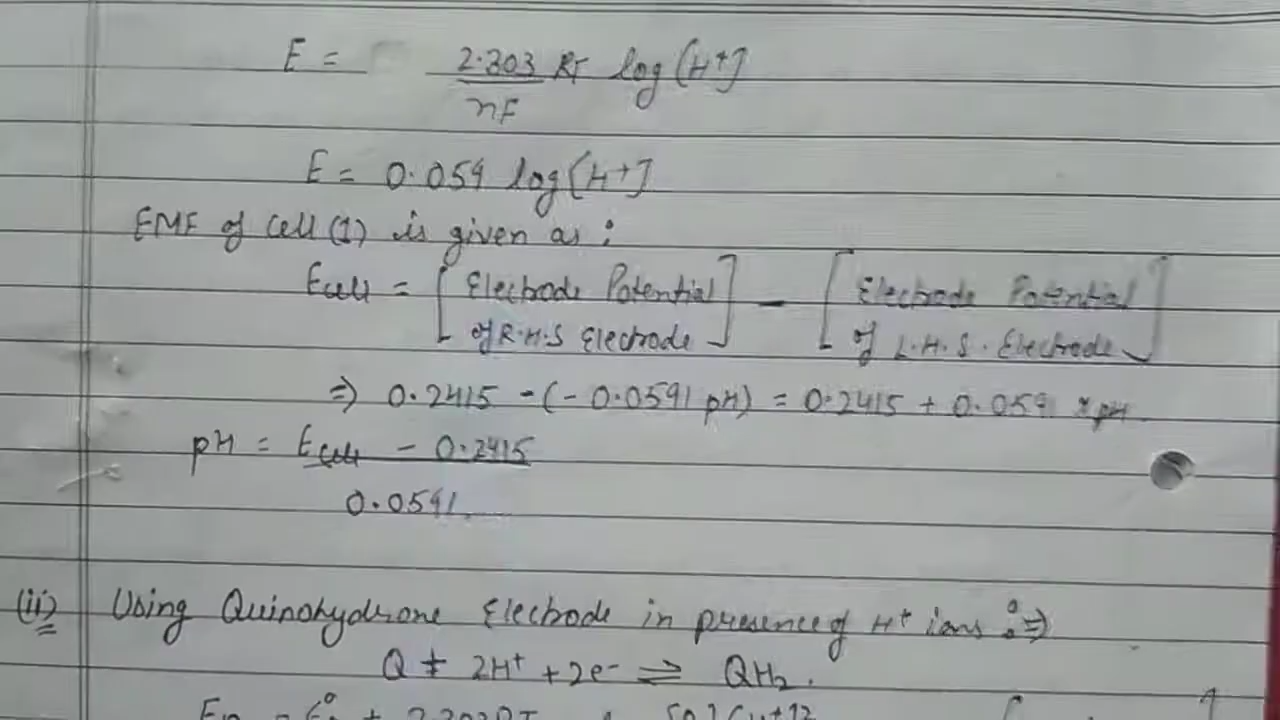 E = 2.303 RT log[H+]
nF
E = 0.059 log[H+]
EMF of Cell (1) is given as :
Ecell = [Electrode Potential of R.H.S Electrode] - [Electrode Potential of L.H.S. Electrode]
=> 0.2415 - (- 0.0591 pH) = 0.2415 + 0.0591 × pH
pH = Ecell - 0.2415
0.0591
(ii) Using Quinohydrone Electrode in presence of H+ ions :=>
Q + 2H+ + 2e- ⇌ QH2.